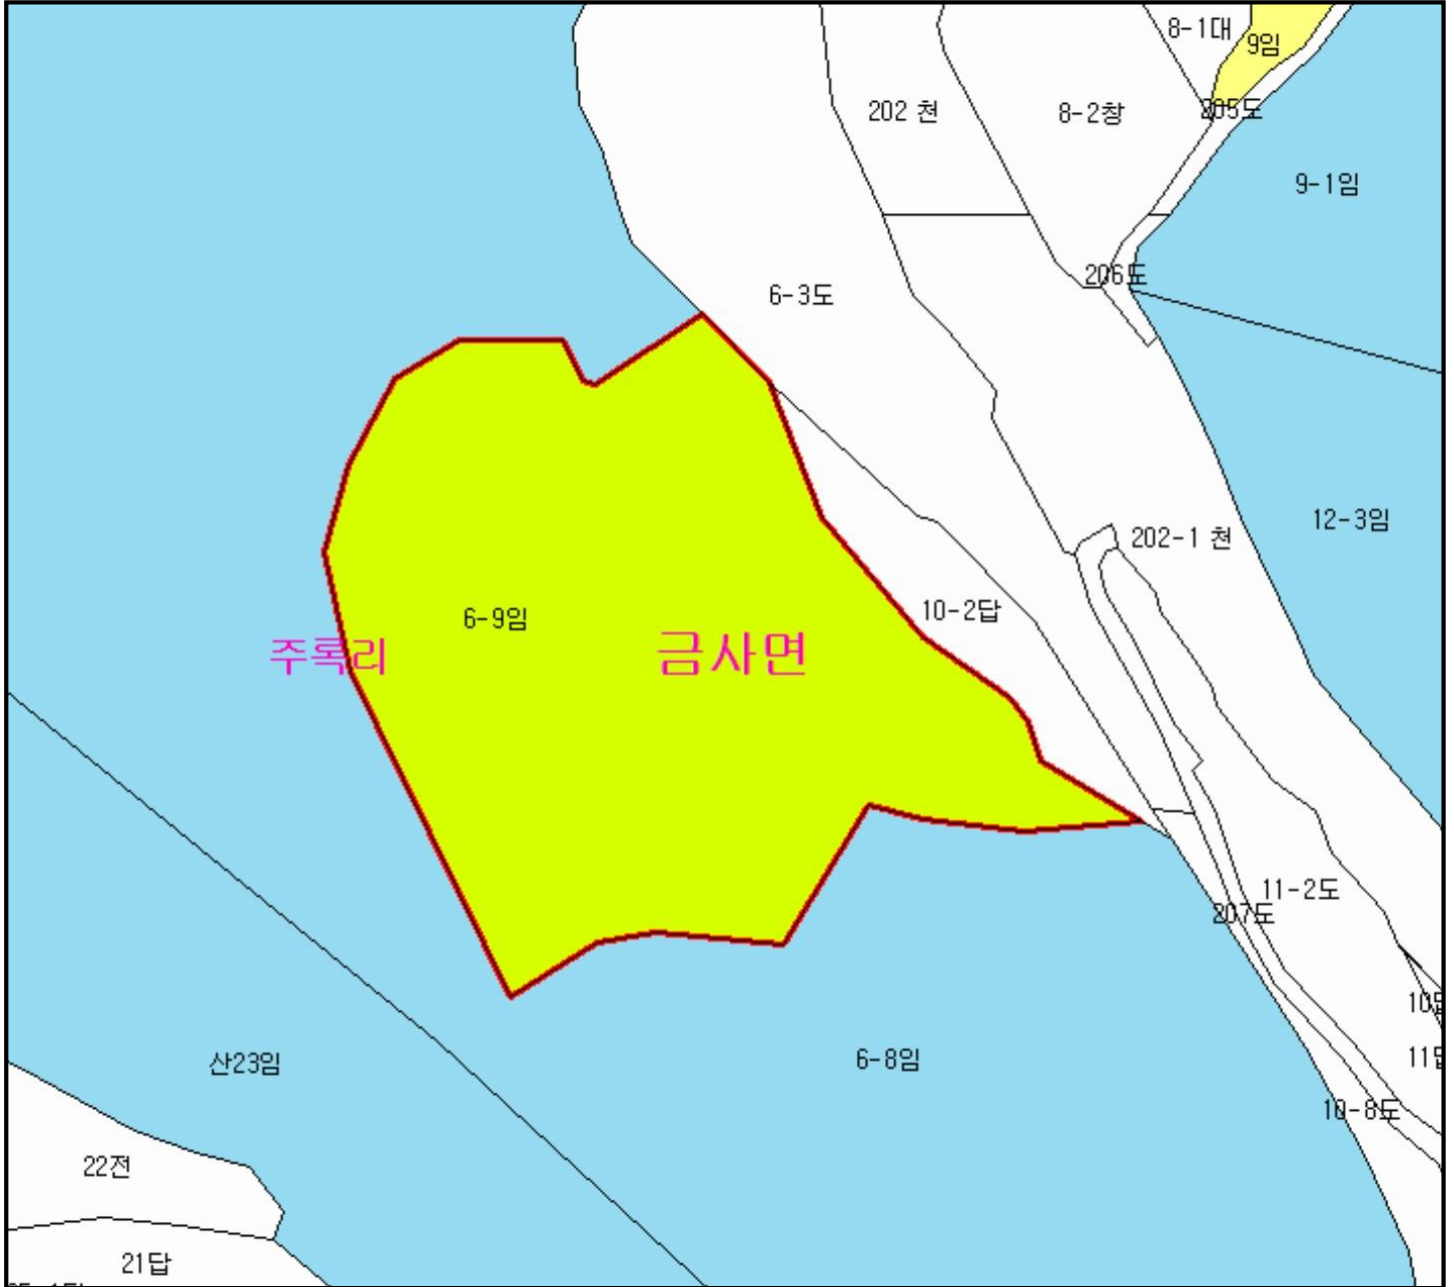 8-1대
9임
202 천
8-2창
205도
9-1임
206도
6-3도
12-3임
202-1 천
10-2답
6-9임
주록리
금사면
11-2도
207도
산23임
6-8임
10-8도
22전
21답